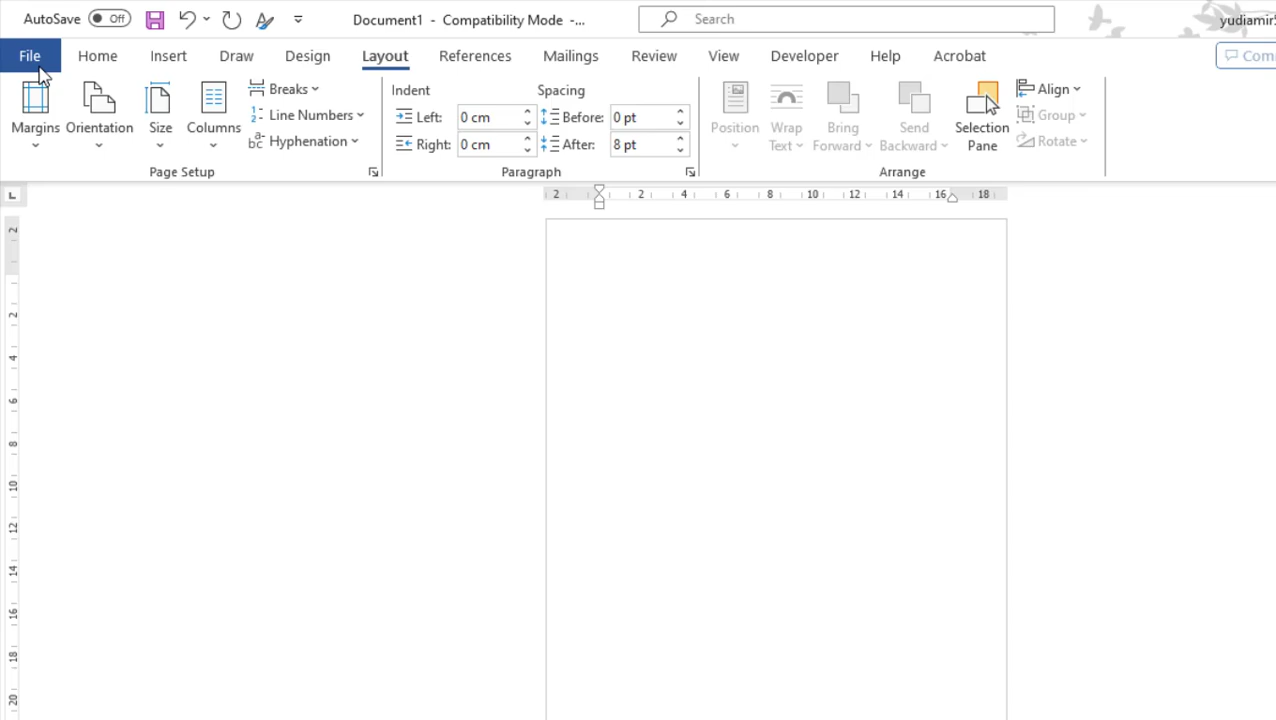 AutoSave Off Document1 - Compatibility Mode -... Search
File Home Insert Draw Design Layout References Mailings Review View Developer Help Acrobat
Margins Orientation Size Columns
Breaks
Line Numbers
Hyphenation
Page Setup
Indent Spacing
Left: 0 cm Before: 0 pt
Right: 0 cm After: 8 pt
Paragraph
Position Wrap Text Bring Forward Send Backward Selection Pane
Align
Group
Rotate
Arrange
2 2 4 6 8 10 12 14 16 18
2
2
4
6
8
10
12
14
16
18
20